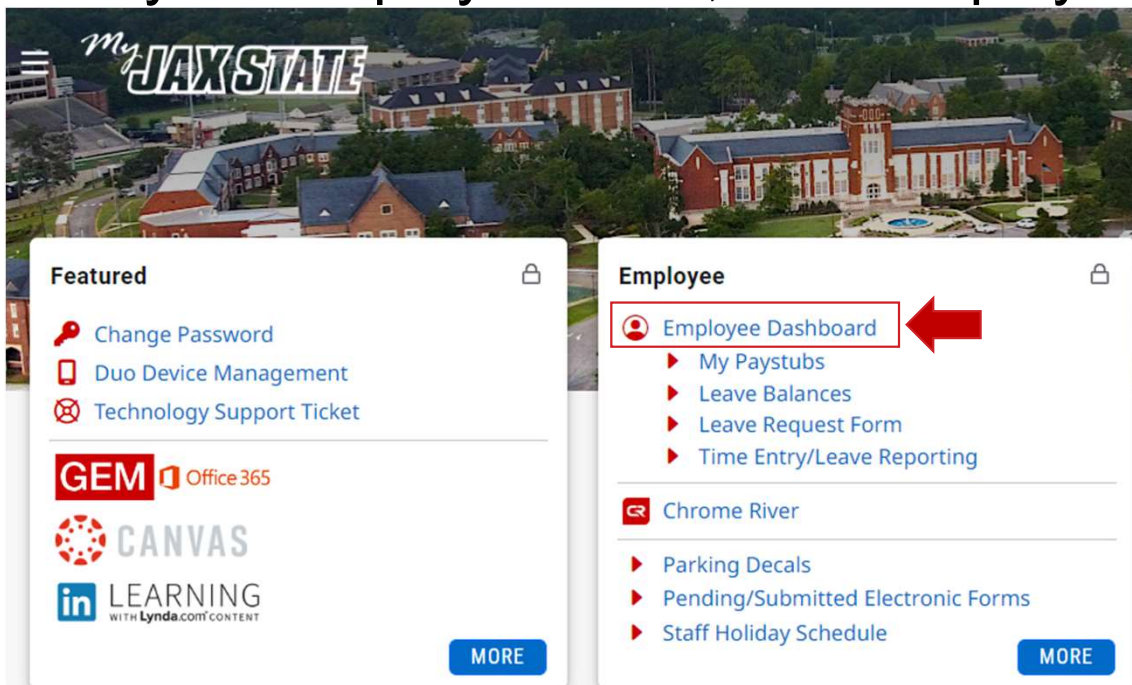 My
JAX STATE
Featured
Change Password
Duo Device Management
Technology Support Ticket
GEM Office 365
CANVAS
in LEARNING
WITH Lynda.com CONTENT
MORE
Employee
Employee Dashboard
My Paystubs
Leave Balances
Leave Request Form
Time Entry/Leave Reporting
CR Chrome River
Parking Decals
Pending/Submitted Electronic Forms
Staff Holiday Schedule
MORE